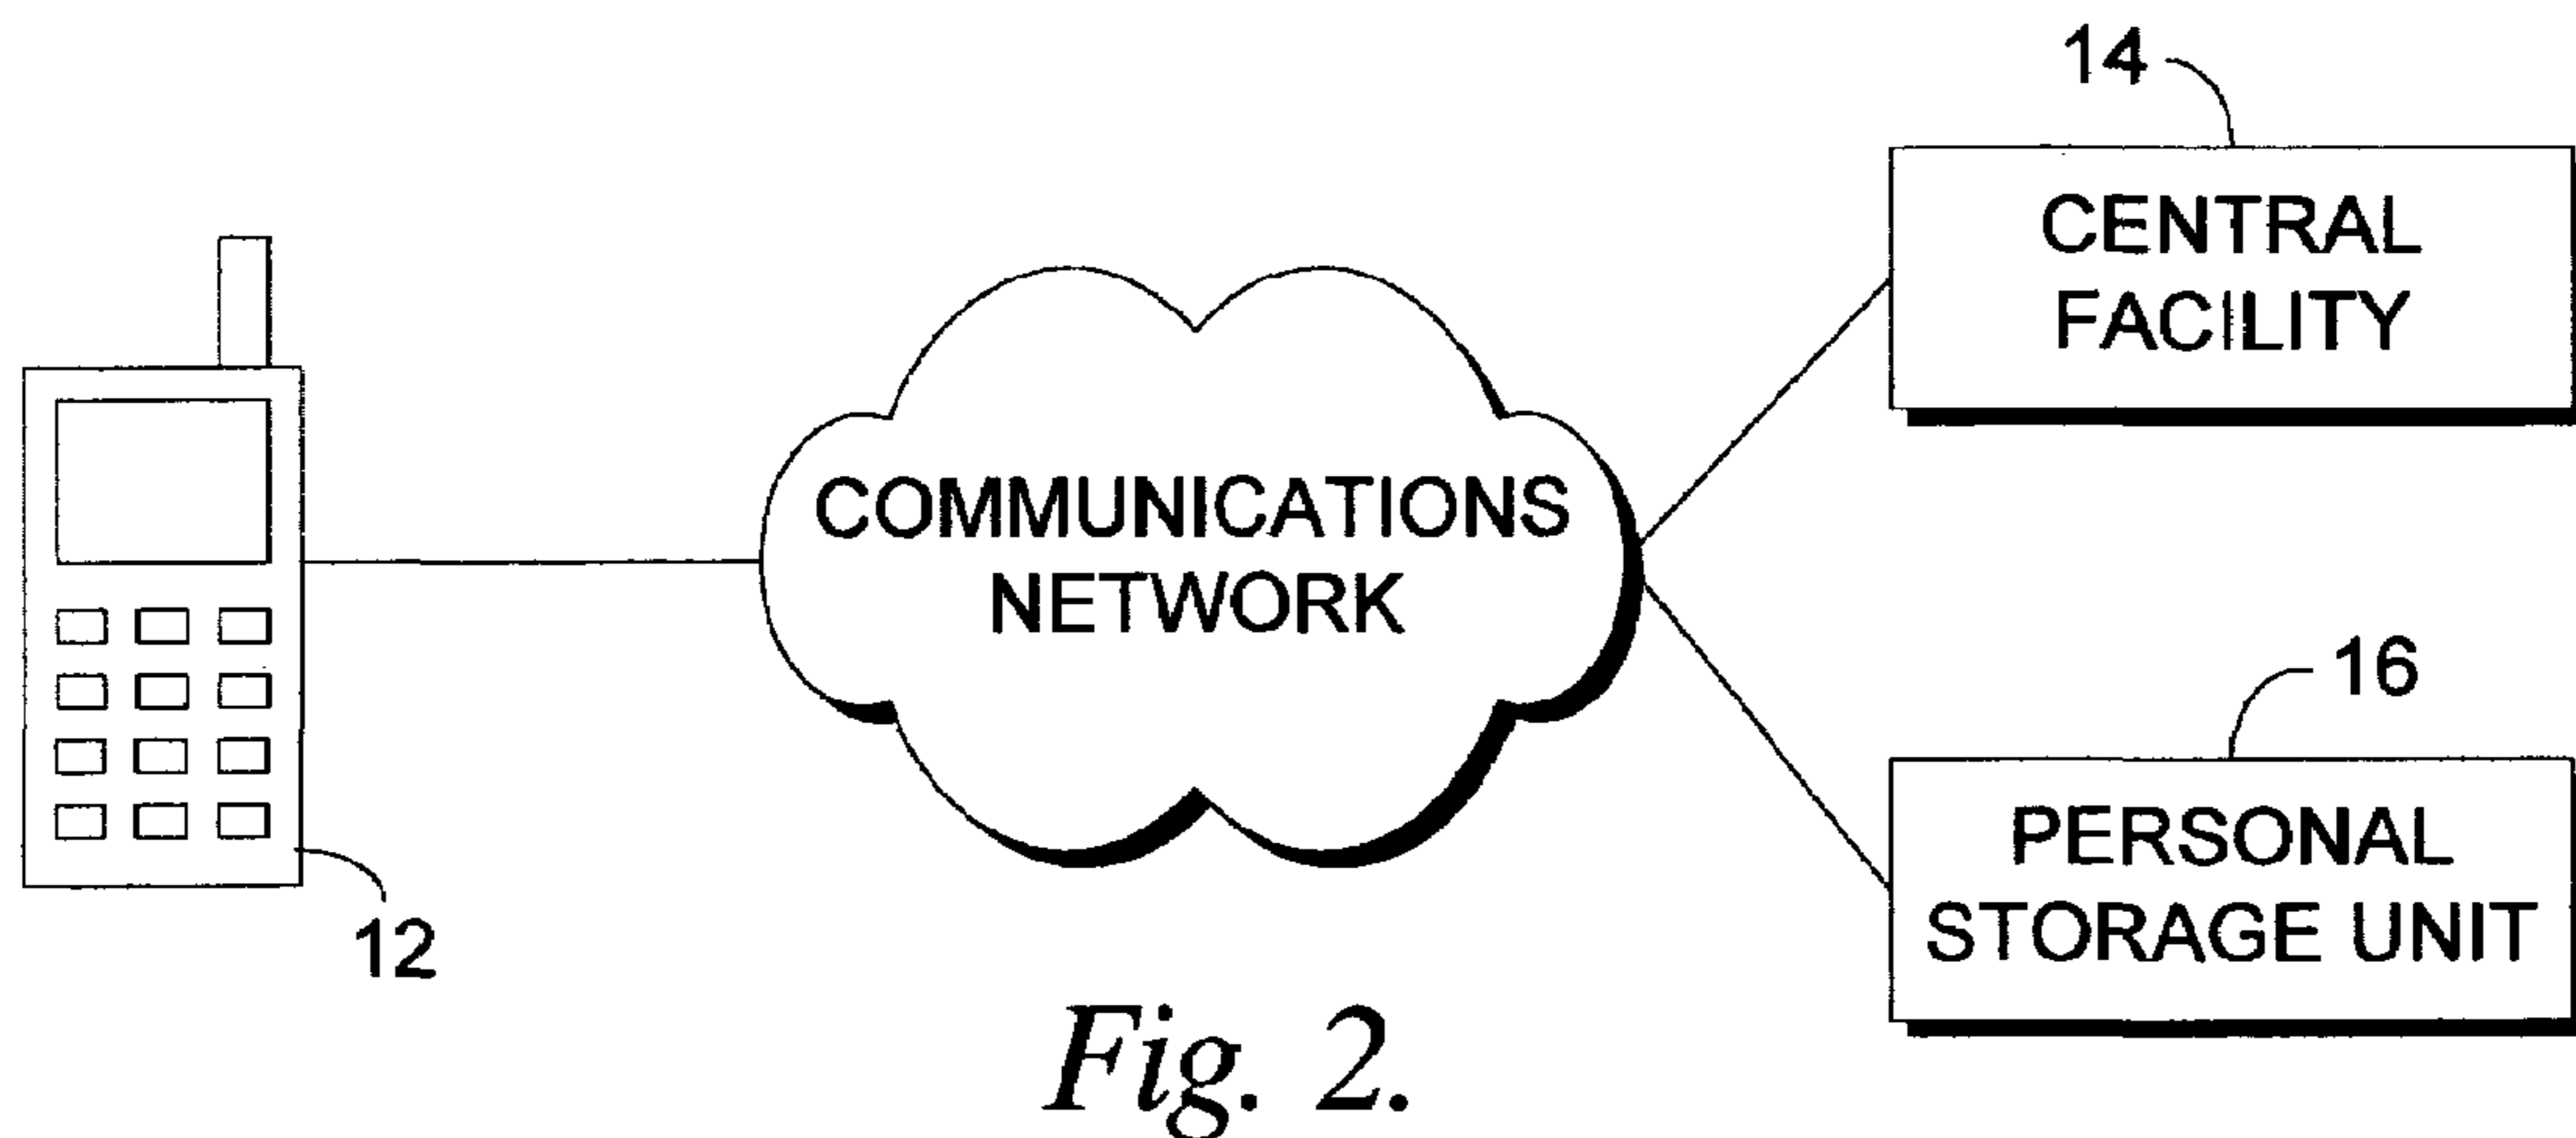 14
CENTRAL
FACILITY
COMMUNICATIONS
NETWORK
16
PERSONAL
STORAGE UNIT
12
Fig. 2.